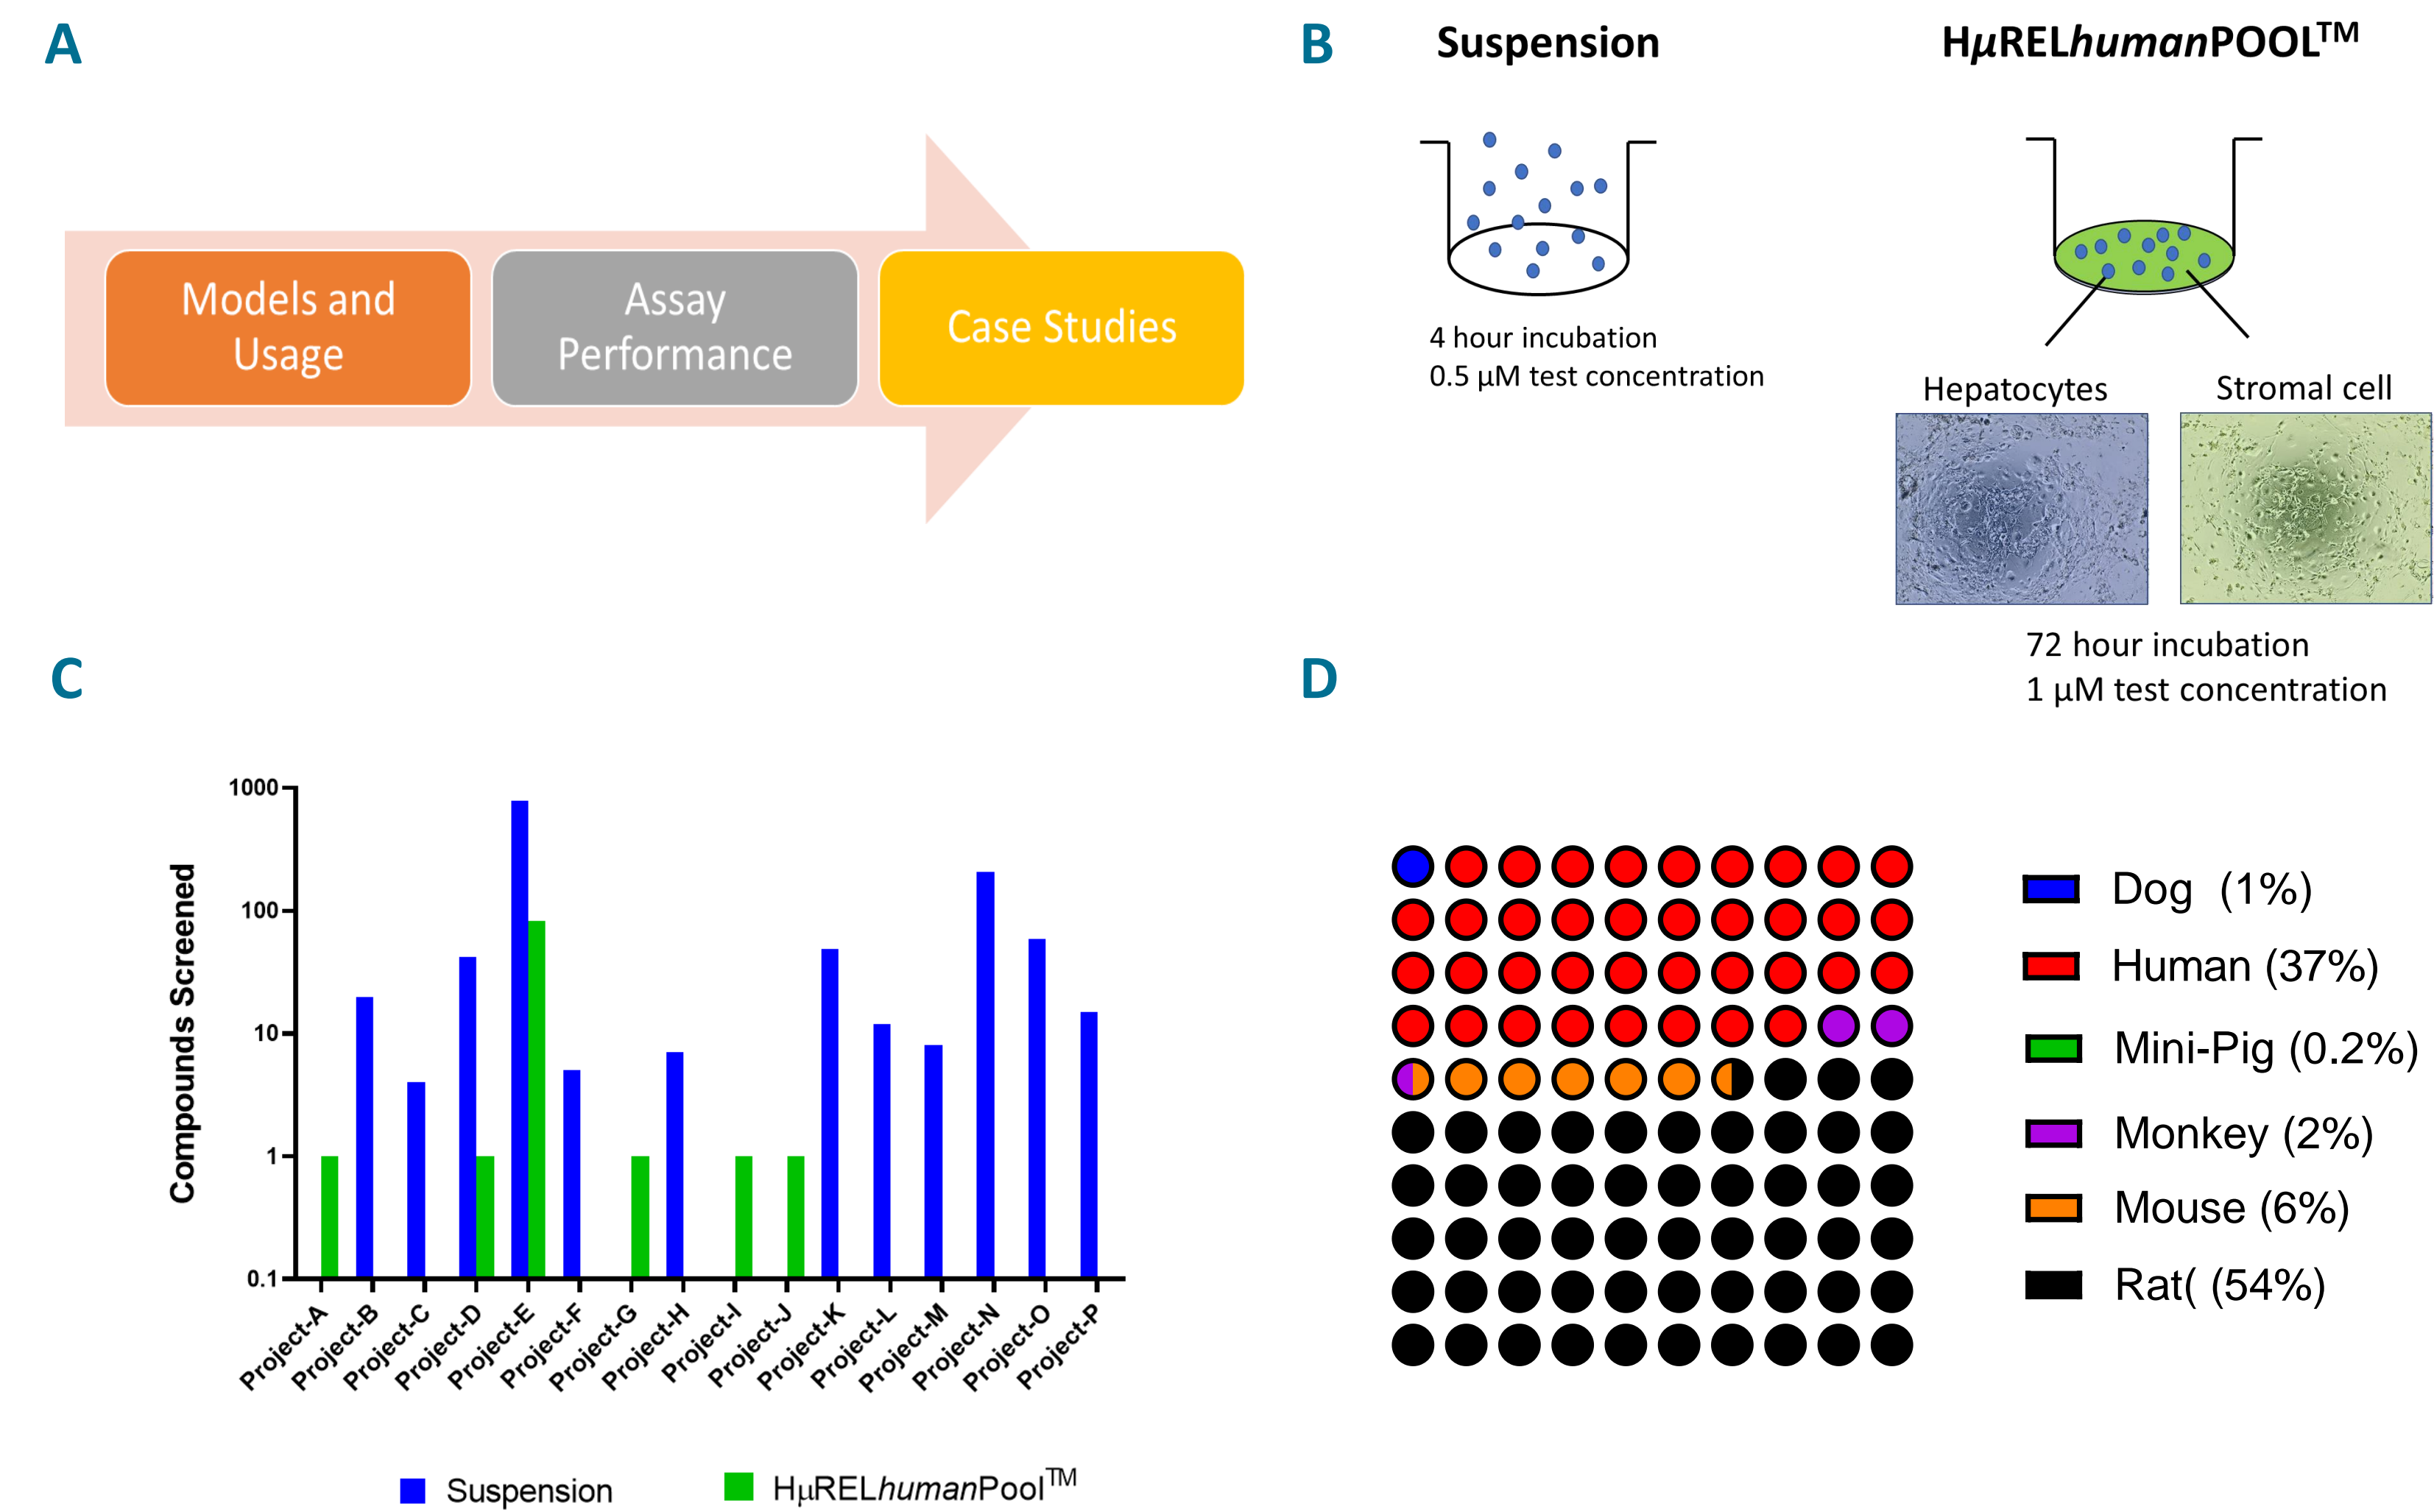 A
Models and
Usage
Assay
Performance
Case Studies
B
Suspension
HμRELhumanPOOL™
4 hour incubation
0.5 μM test concentration
Hepatocytes
Stromal cell
72 hour incubation
1 μM test concentration
C
Compounds Screened
1000
100
10
1
0.1
Project-A
Project-B
Project-C
Project-D
Project-E
Project-F
Project-G
Project-H
Project-I
Project-J
Project-K
Project-L
Project-M
Project-N
Project-O
Project-P
Suspension
HμRELhumanPool™
D
Dog (1%)
Human (37%)
Mini-Pig (0.2%)
Monkey (2%)
Mouse (6%)
Rat( (54%)